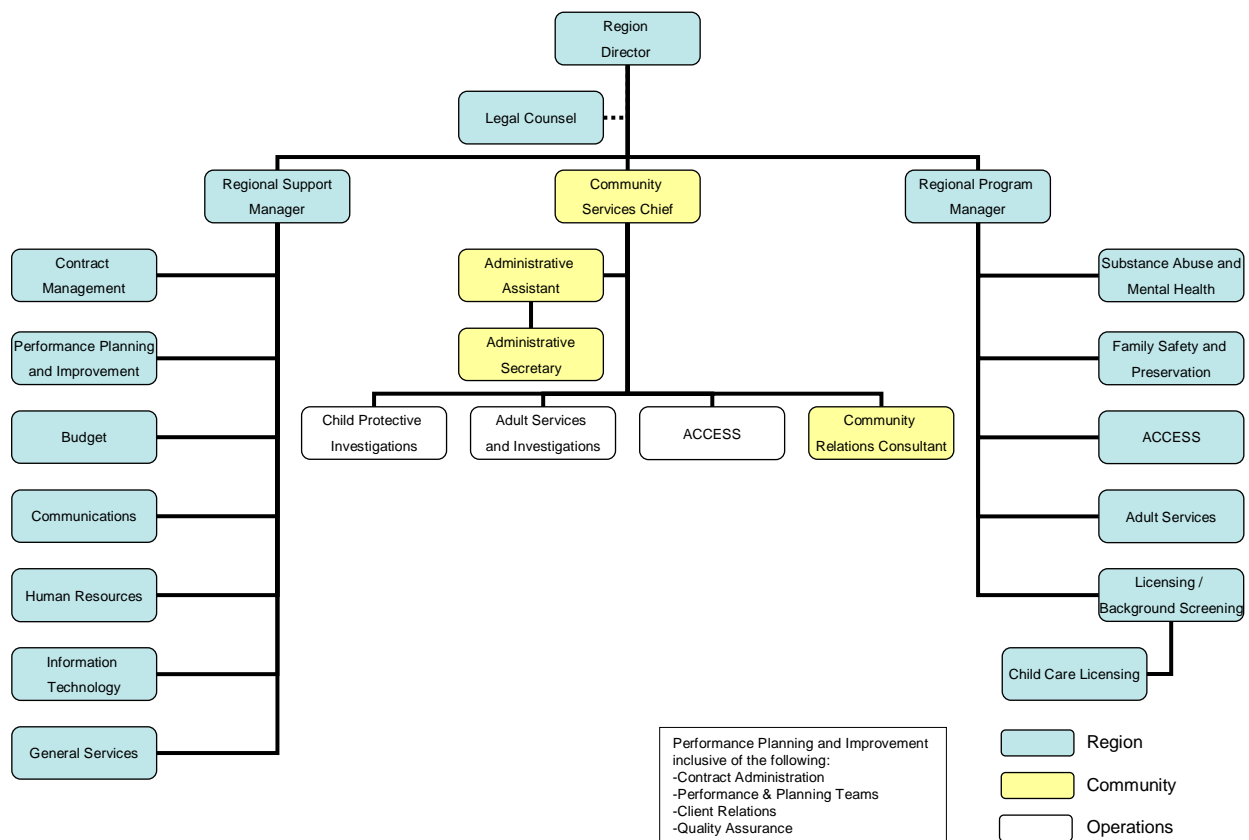 Region
Director
Legal Counsel
Regional Support
Manager
Community
Services Chief
Regional Program
Manager
Contract
Management
Performance Planning
and Improvement
Budget
Communications
Human Resources
Information
Technology
General Services
Administrative
Assistant
Administrative
Secretary
Child Protective
Investigations
Adult Services
and Investigations
ACCESS
Community
Relations Consultant
Substance Abuse and
Mental Health
Family Safety and
Preservation
ACCESS
Adult Services
Licensing /
Background Screening
Child Care Licensing
Performance Planning and Improvement
inclusive of the following:
-Contract Administration
-Performance & Planning Teams
-Client Relations
-Quality Assurance
Region
Community
Operations